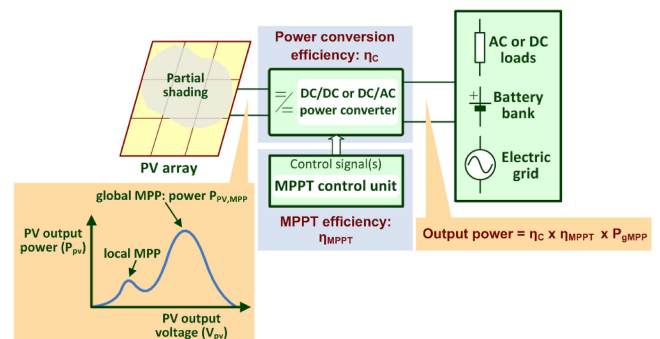 Power conversion
efficiency: ηC
Partial
shading
PV array
DC/DC or DC/AC
power converter
Control signal(s)
MPPT control unit
MPPT efficiency:
ηMPPT
AC or DC
loads
+
Battery
bank
Electric
grid
Output power = ηC x ηMPPT x PgMPP
global MPP: power PPV,MPP
PV output
power (Ppv)
local MPP
PV output
voltage (Vpv)